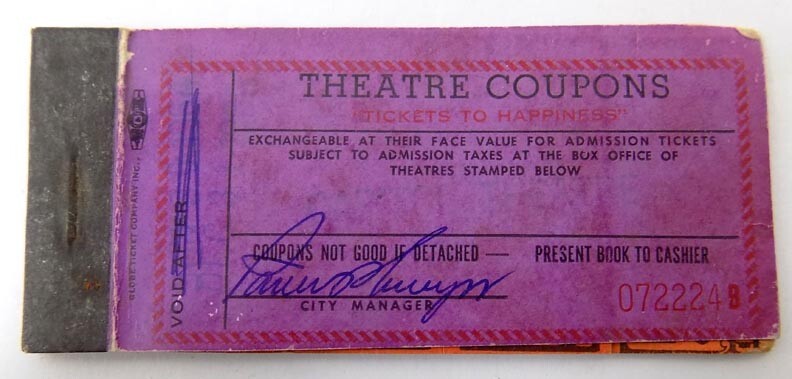 THEATRE COUPONS
"TICKETS TO HAPPINESS"
EXCHANGEABLE AT THEIR FACE VALUE FOR ADMISSION TICKETS
SUBJECT TO ADMISSION TAXES AT THE BOX OFFICE OF
THEATRES STAMPED BELOW
COUPONS NOT GOOD IF DETACHED — PRESENT BOOK TO CASHIER
CITY MANAGER
072224 B
VOID AFTER
GLOBE TICKET COMPANY INC.,